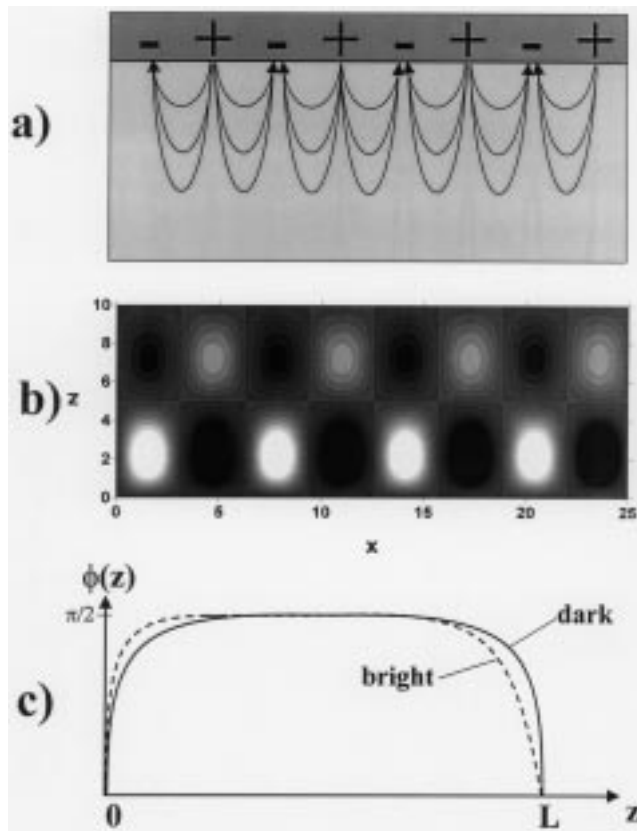 - + - + - + - +
a)
10
8
6
4
2
0
b) z
0 5 10 15 20 25
x
ϕ(z)
π/2
dark
bright
c)
0 L z